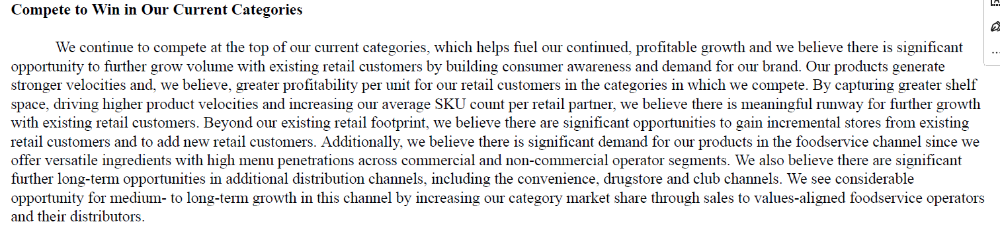 Compete to Win in Our Current Categories
We continue to compete at the top of our current categories, which helps fuel our continued, profitable growth and we believe there is significant
opportunity to further grow volume with existing retail customers by building consumer awareness and demand for our brand. Our products generate
stronger velocities and, we believe, greater profitability per unit for our retail customers in the categories in which we compete. By capturing greater shelf
space, driving higher product velocities and increasing our average SKU count per retail partner, we believe there is meaningful runway for further growth
with existing retail customers. Beyond our existing retail footprint, we believe there are significant opportunities to gain incremental stores from existing
retail customers and to add new retail customers. Additionally, we believe there is significant demand for our products in the foodservice channel since we
offer versatile ingredients with high menu penetrations across commercial and non-commercial operator segments. We also believe there are significant
further long-term opportunities in additional distribution channels, including the convenience, drugstore and club channels. We see considerable
opportunity for medium- to long-term growth in this channel by increasing our category market share through sales to values-aligned foodservice operators
and their distributors.